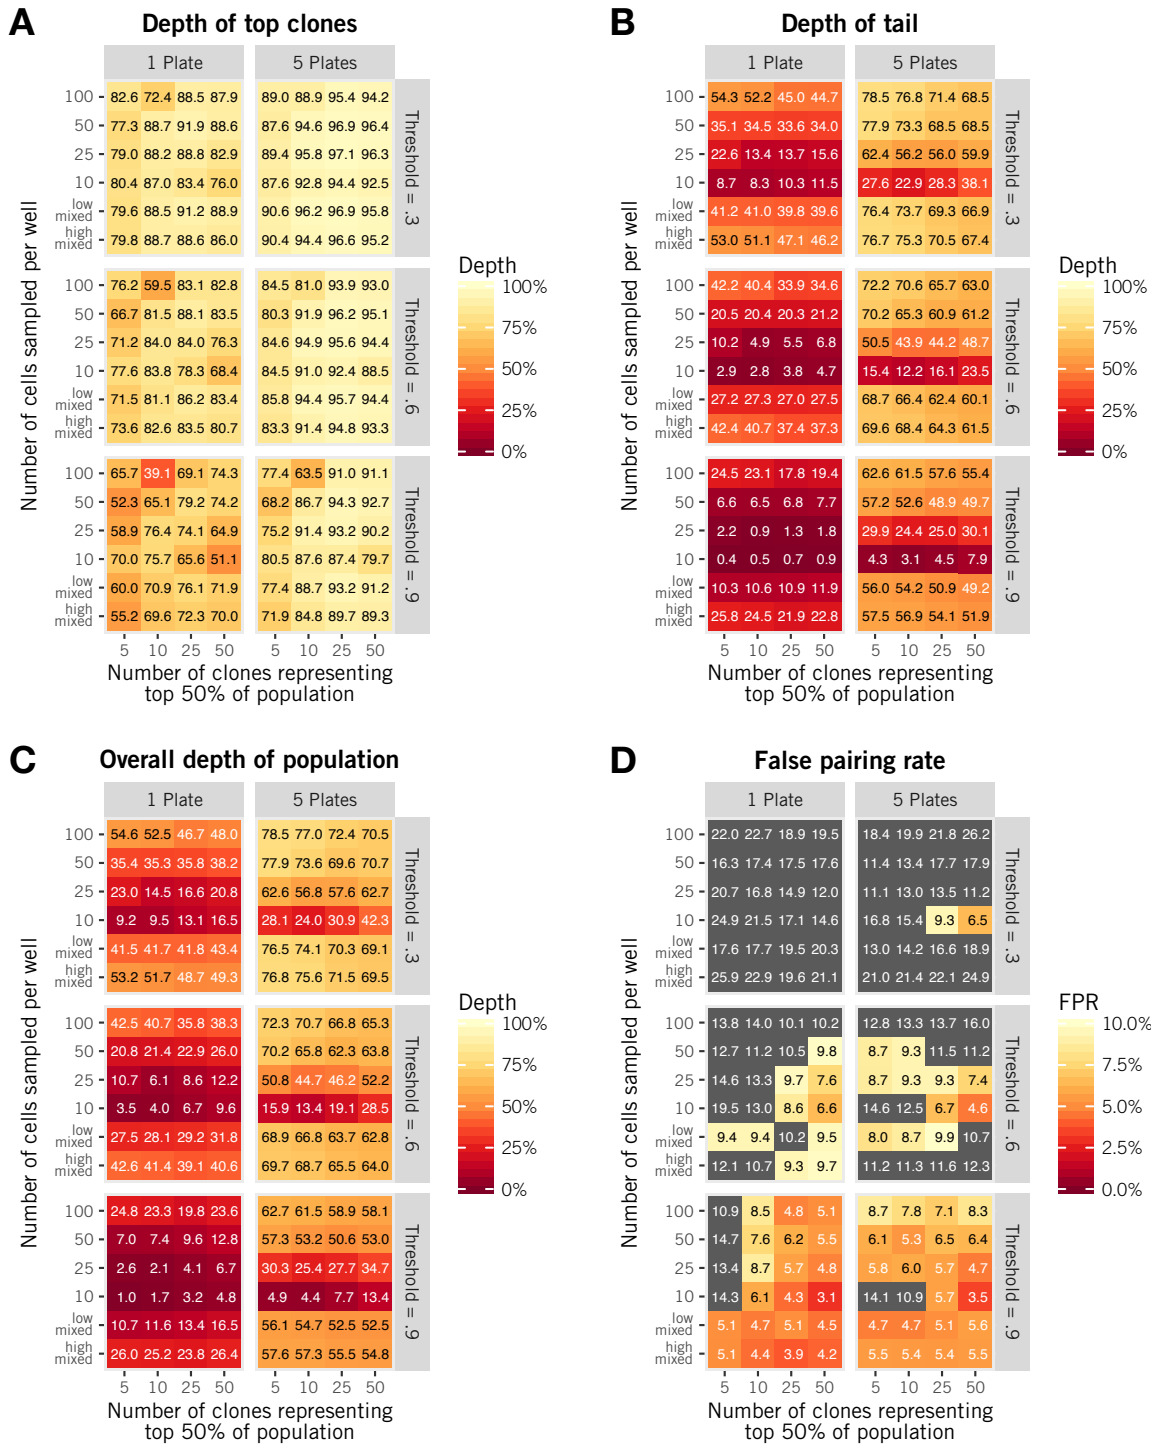 A
Depth of top clones
1 Plate
5 Plates
Number of cells sampled per well
100
82.6 72.4 88.5 87.9
89.0 88.9 95.4 94.2
50
77.3 88.7 91.9 88.6
87.6 94.6 96.9 96.4
25
79.0 88.2 88.8 82.9
89.4 95.8 97.1 96.3
10
80.4 87.0 83.4 76.0
87.6 92.8 94.4 92.5
low
mixed
79.6 88.5 91.2 88.9
90.6 96.2 96.9 95.8
high
mixed
79.8 88.7 88.6 86.0
90.4 94.4 96.6 95.2
Threshold = .3
100
76.2 59.5 83.1 82.8
84.5 81.0 93.9 93.0
50
66.7 81.5 88.1 83.5
80.3 91.9 96.2 95.1
25
71.2 84.0 84.0 76.3
84.6 94.9 95.6 94.4
10
77.6 83.8 78.3 68.4
84.5 91.0 92.4 88.5
low
mixed
71.5 81.1 86.2 83.4
85.8 94.4 95.7 94.4
high
mixed
73.6 82.6 83.5 80.7
83.3 91.4 94.8 93.3
Threshold = .6
100
65.7 39.1 69.1 74.3
77.4 63.5 91.0 91.1
50
52.3 65.1 79.2 74.2
68.2 86.7 94.3 92.7
25
58.9 76.4 74.1 64.9
75.2 91.4 93.2 90.2
10
70.0 75.7 65.6 51.1
80.5 87.6 87.4 79.7
low
mixed
60.0 70.9 76.1 71.9
77.4 88.7 93.2 91.2
high
mixed
55.2 69.6 72.3 70.0
71.9 84.8 89.7 89.3
Threshold = .9
5 10 25 50
5 10 25 50
Number of clones representing
top 50% of population
Depth
100%
75%
50%
25%
0%
B
Depth of tail
1 Plate
5 Plates
Number of cells sampled per well
100
54.3 52.2 45.0 44.7
78.5 76.8 71.4 68.5
50
35.1 34.5 33.6 34.0
77.9 73.3 68.5 68.5
25
22.6 13.4 13.7 15.6
62.4 56.2 56.0 59.9
10
8.7 8.3 10.3 11.5
27.6 22.9 28.3 38.1
low
mixed
41.2 41.0 39.8 39.6
76.4 73.7 69.3 66.9
high
mixed
53.0 51.1 47.1 46.2
76.7 75.3 70.5 67.4
Threshold = .3
100
42.2 40.4 33.9 34.6
72.2 70.6 65.7 63.0
50
20.5 20.4 20.3 21.2
70.2 65.3 60.9 61.2
25
10.2 4.9 5.5 6.8
50.5 43.9 44.2 48.7
10
2.9 2.8 3.8 4.7
15.4 12.2 16.1 23.5
low
mixed
27.2 27.3 27.0 27.5
68.7 66.4 62.4 60.1
high
mixed
42.4 40.7 37.4 37.3
69.6 68.4 64.3 61.5
Threshold = .6
100
24.5 23.1 17.8 19.4
62.6 61.5 57.6 55.4
50
6.6 6.5 6.8 7.7
57.2 52.6 48.9 49.7
25
2.2 0.9 1.3 1.8
29.9 24.4 25.0 30.1
10
0.4 0.5 0.7 0.9
4.3 3.1 4.5 7.9
low
mixed
10.3 10.6 10.9 11.9
56.0 54.2 50.9 49.2
high
mixed
25.8 24.5 21.9 22.8
57.5 56.9 54.1 51.9
Threshold = .9
5 10 25 50
5 10 25 50
Number of clones representing
top 50% of population
Depth
100%
75%
50%
25%
0%
C
Overall depth of population
1 Plate
5 Plates
Number of cells sampled per well
100
54.6 52.5 46.7 48.0
78.5 77.0 72.4 70.5
50
35.4 35.3 35.8 38.2
77.9 73.6 69.6 70.7
25
23.0 14.5 16.6 20.8
62.6 56.8 57.6 62.7
10
9.2 9.5 13.1 16.5
28.1 24.0 30.9 42.3
low
mixed
41.5 41.7 41.8 43.4
76.5 74.1 70.3 69.1
high
mixed
53.2 51.7 48.7 49.3
76.8 75.6 71.5 69.5
Threshold = .3
100
42.5 40.7 35.8 38.3
72.3 70.7 66.8 65.3
50
20.8 21.4 22.9 26.0
70.2 65.8 62.3 63.8
25
10.7 6.1 8.6 12.2
50.8 44.7 46.2 52.2
10
3.5 4.0 6.7 9.6
15.9 13.4 19.1 28.5
low
mixed
27.5 28.1 29.2 31.8
68.9 66.8 63.7 62.8
high
mixed
42.6 41.4 39.1 40.6
69.7 68.7 65.5 64.0
Threshold = .6
100
24.8 23.3 19.8 23.6
62.7 61.5 58.9 58.1
50
7.0 7.4 9.6 12.8
57.3 53.2 50.6 53.0
25
2.6 2.1 4.1 6.7
30.3 25.4 27.7 34.7
10
1.0 1.7 3.2 4.8
4.9 4.4 7.7 13.4
low
mixed
10.7 11.6 13.4 16.5
56.1 54.7 52.5 52.5
high
mixed
26.0 25.2 23.8 26.4
57.6 57.3 55.5 54.8
Threshold = .9
5 10 25 50
5 10 25 50
Number of clones representing
top 50% of population
Depth
100%
75%
50%
25%
0%
D
False pairing rate
1 Plate
5 Plates
Number of cells sampled per well
100
22.0 22.7 18.9 19.5
18.4 19.9 21.8 26.2
50
16.3 17.4 17.5 17.6
11.4 13.4 17.7 17.9
25
20.7 16.8 14.9 12.0
11.1 13.0 13.5 11.2
10
24.9 21.5 17.1 14.6
16.8 15.4 9.3 6.5
low
mixed
17.6 17.7 19.5 20.3
13.0 14.2 16.6 18.9
high
mixed
25.9 22.9 19.6 21.1
21.0 21.4 22.1 24.9
Threshold = .3
100
13.8 14.0 10.1 10.2
12.8 13.3 13.7 16.0
50
12.7 11.2 10.5 9.8
8.7 9.3 11.5 11.2
25
14.6 13.3 9.7 7.6
8.7 9.3 9.3 7.4
10
19.5 13.0 8.6 6.6
14.6 12.5 6.7 4.6
low
mixed
9.4 9.4 10.2 9.5
8.0 8.7 9.9 10.7
high
mixed
12.1 10.7 9.3 9.7
11.2 11.3 11.6 12.3
Threshold = .6
100
10.9 8.5 4.8 5.1
8.7 7.8 7.1 8.3
50
14.7 7.6 6.2 5.5
6.1 5.3 6.5 6.4
25
13.4 8.7 5.7 4.8
5.8 6.0 5.7 4.7
10
14.3 6.1 4.3 3.1
14.1 10.9 5.7 3.5
low
mixed
5.1 4.7 5.1 4.5
4.7 4.7 5.1 5.6
high
mixed
5.1 4.4 3.9 4.2
5.5 5.4 5.4 5.5
Threshold = .9
5 10 25 50
5 10 25 50
Number of clones representing
top 50% of population
FPR
10.0%
7.5%
5.0%
2.5%
0.0%